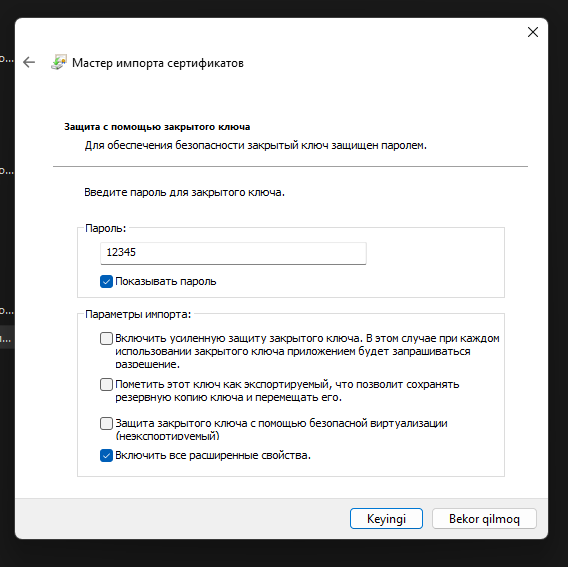 Мастер импорта сертификатов
Защита с помощью закрытого ключа
Для обеспечения безопасности закрытый ключ защищен паролем.
Введите пароль для закрытого ключа.
Пароль:
12345
Показывать пароль
Параметры импорта:
Включить усиленную защиту закрытого ключа. В этом случае при каждом
использовании закрытого ключа приложением будет запрашиваться
разрешение.
Пометить этот ключ как экспортируемый, что позволит сохранять
резервную копию ключа и перемещать его.
Защита закрытого ключа с помощью безопасной виртуализации
(неэкспортируемый)
Включить все расширенные свойства.
Keyingi
Bekor qilmoq